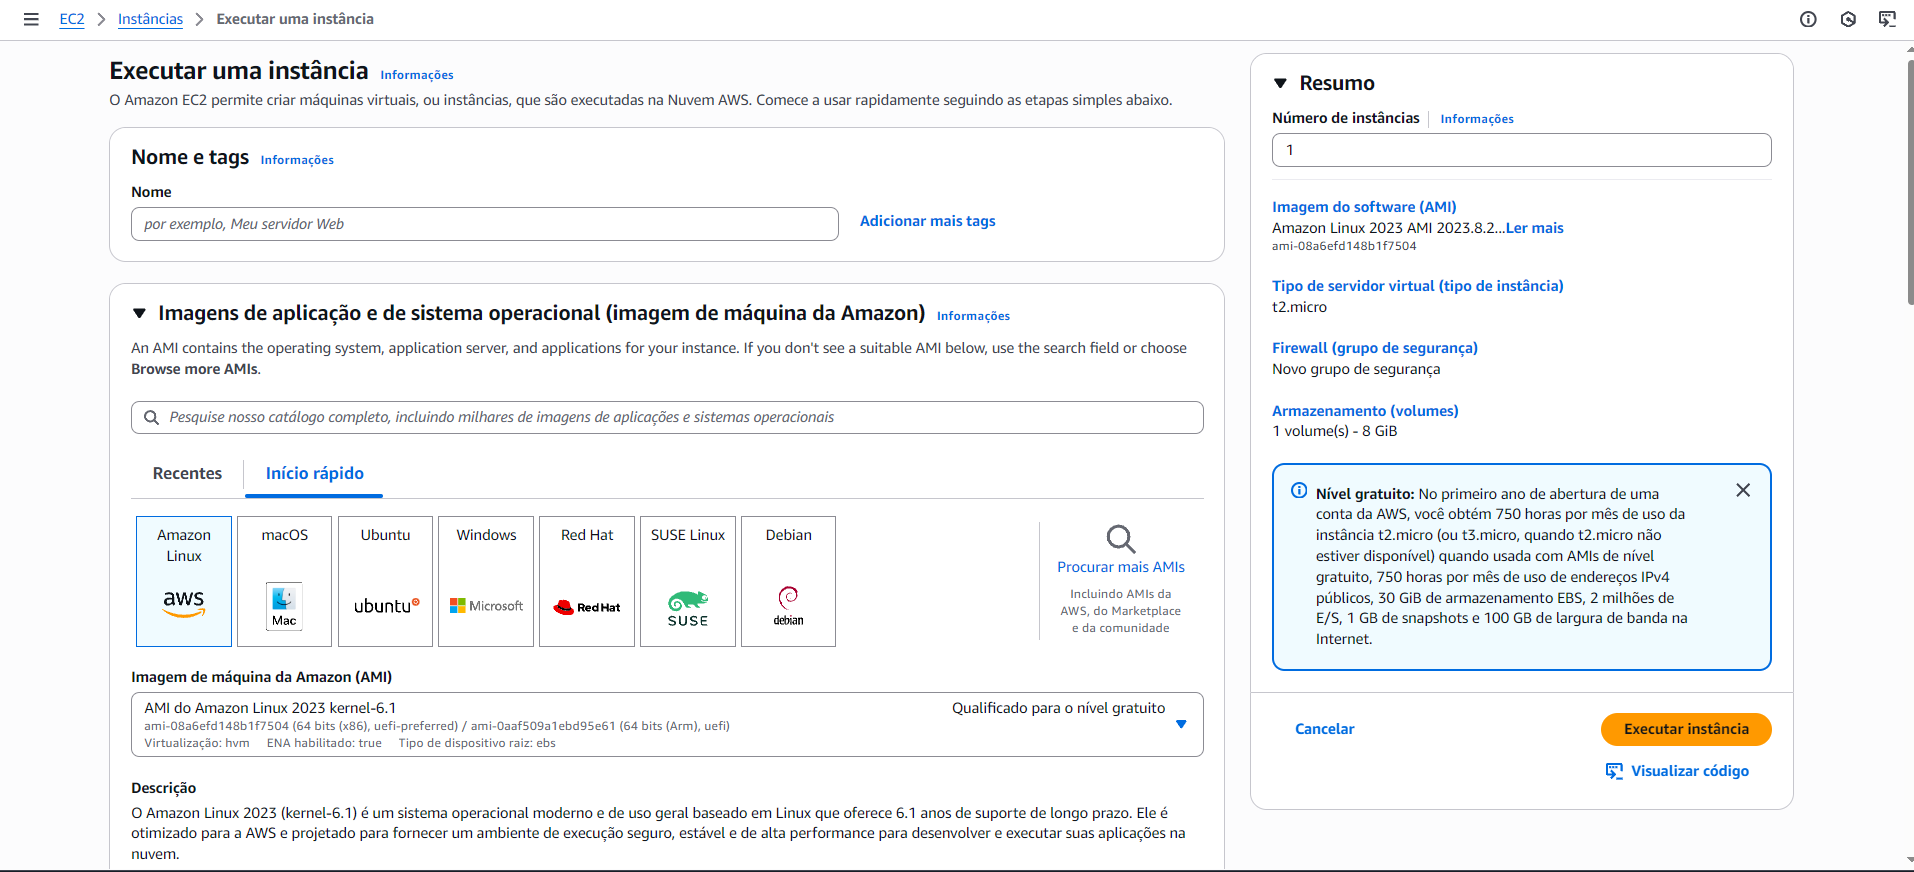 EC2 > Instâncias > Executar uma instância
Executar uma instância Informações
O Amazon EC2 permite criar máquinas virtuais, ou instâncias, que são executadas na Nuvem AWS. Comece a usar rapidamente seguindo as etapas simples abaixo.
Nome e tags Informações
Nome
por exemplo, Meu servidor Web
Adicionar mais tags
Imagens de aplicação e de sistema operacional (imagem de máquina da Amazon) Informações
An AMI contains the operating system, application server, and applications for your instance. If you don't see a suitable AMI below, use the search field or choose
Browse more AMIs.
Pesquise nosso catálogo completo, incluindo milhares de imagens de aplicações e sistemas operacionais
Recentes
Início rápido
Amazon
Linux
aws
macOS
Mac
Ubuntu
ubuntu
Windows
Microsoft
Red Hat
Red Hat
SUSE Linux
SUSE
Debian
debian
Procurar mais AMIs
Incluindo AMIs da
AWS, do Marketplace
e da comunidade
Imagem de máquina da Amazon (AMI)
AMI do Amazon Linux 2023 kernel-6.1
Qualificado para o nível gratuito
ami-08a6efd148b1f7504 (64 bits (x86), uefi-preferred) / ami-0aaf509a1ebd95e61 (64 bits (Arm), uefi)
Virtualização: hvm ENA habilitado: true Tipo de dispositivo raiz: ebs
Descrição
O Amazon Linux 2023 (kernel-6.1) é um sistema operacional moderno e de uso geral baseado em Linux que oferece 6.1 anos de suporte de longo prazo. Ele é
otimizado para a AWS e projetado para fornecer um ambiente de execução seguro, estável e de alta performance para desenvolver e executar suas aplicações na
nuvem.
Resumo
Número de instâncias Informações
1
Imagem do software (AMI)
Amazon Linux 2023 AMI 2023.8.2...Ler mais
ami-08a6efd148b1f7504
Tipo de servidor virtual (tipo de instância)
t2.micro
Firewall (grupo de segurança)
Novo grupo de segurança
Armazenamento (volumes)
1 volume(s) - 8 GiB
Nível gratuito: No primeiro ano de abertura de uma
conta da AWS, você obtém 750 horas por mês de uso da
instância t2.micro (ou t3.micro, quando t2.micro não
estiver disponível) quando usada com AMIs de nível
gratuito, 750 horas por mês de uso de endereços IPv4
públicos, 30 GiB de armazenamento EBS, 2 milhões de
E/S, 1 GB de snapshots e 100 GB de largura de banda na
Internet.
Cancelar
Executar instância
Visualizar código